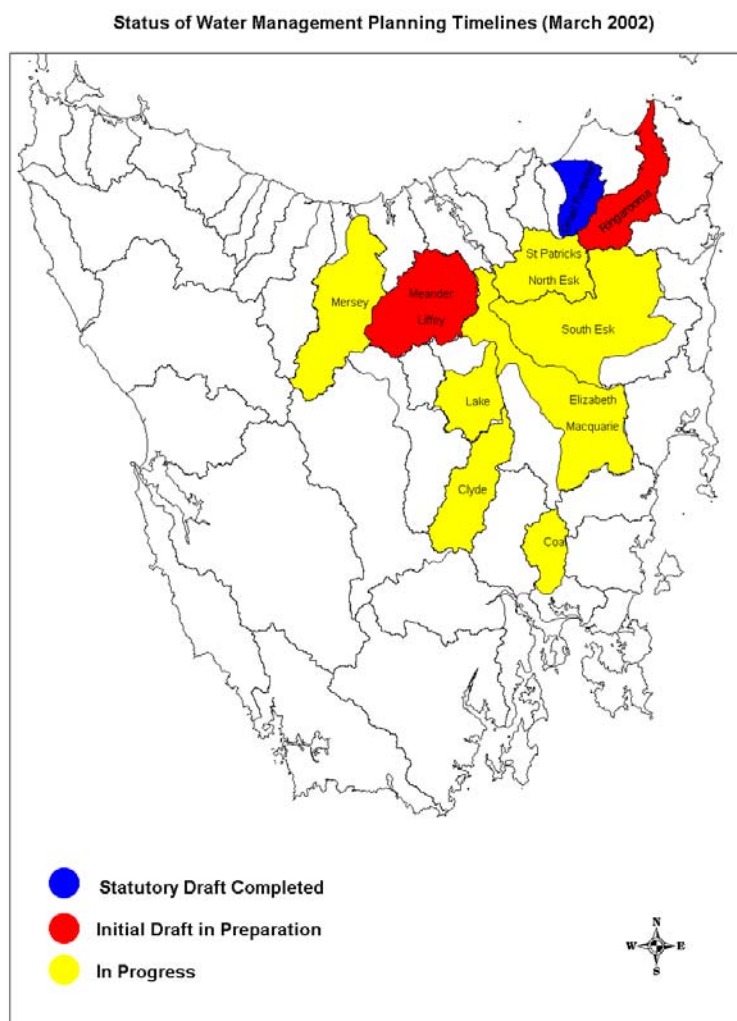 Status of Water Management Planning Timelines (March 2002)
Ringarooma
St Patricks
North Esk
Mersey
Meander
Liffey
South Esk
Lake
Elizabeth
Macquarie
Clyde
Coal
Statutory Draft Completed
Initial Draft in Preparation
In Progress
N
W E
S